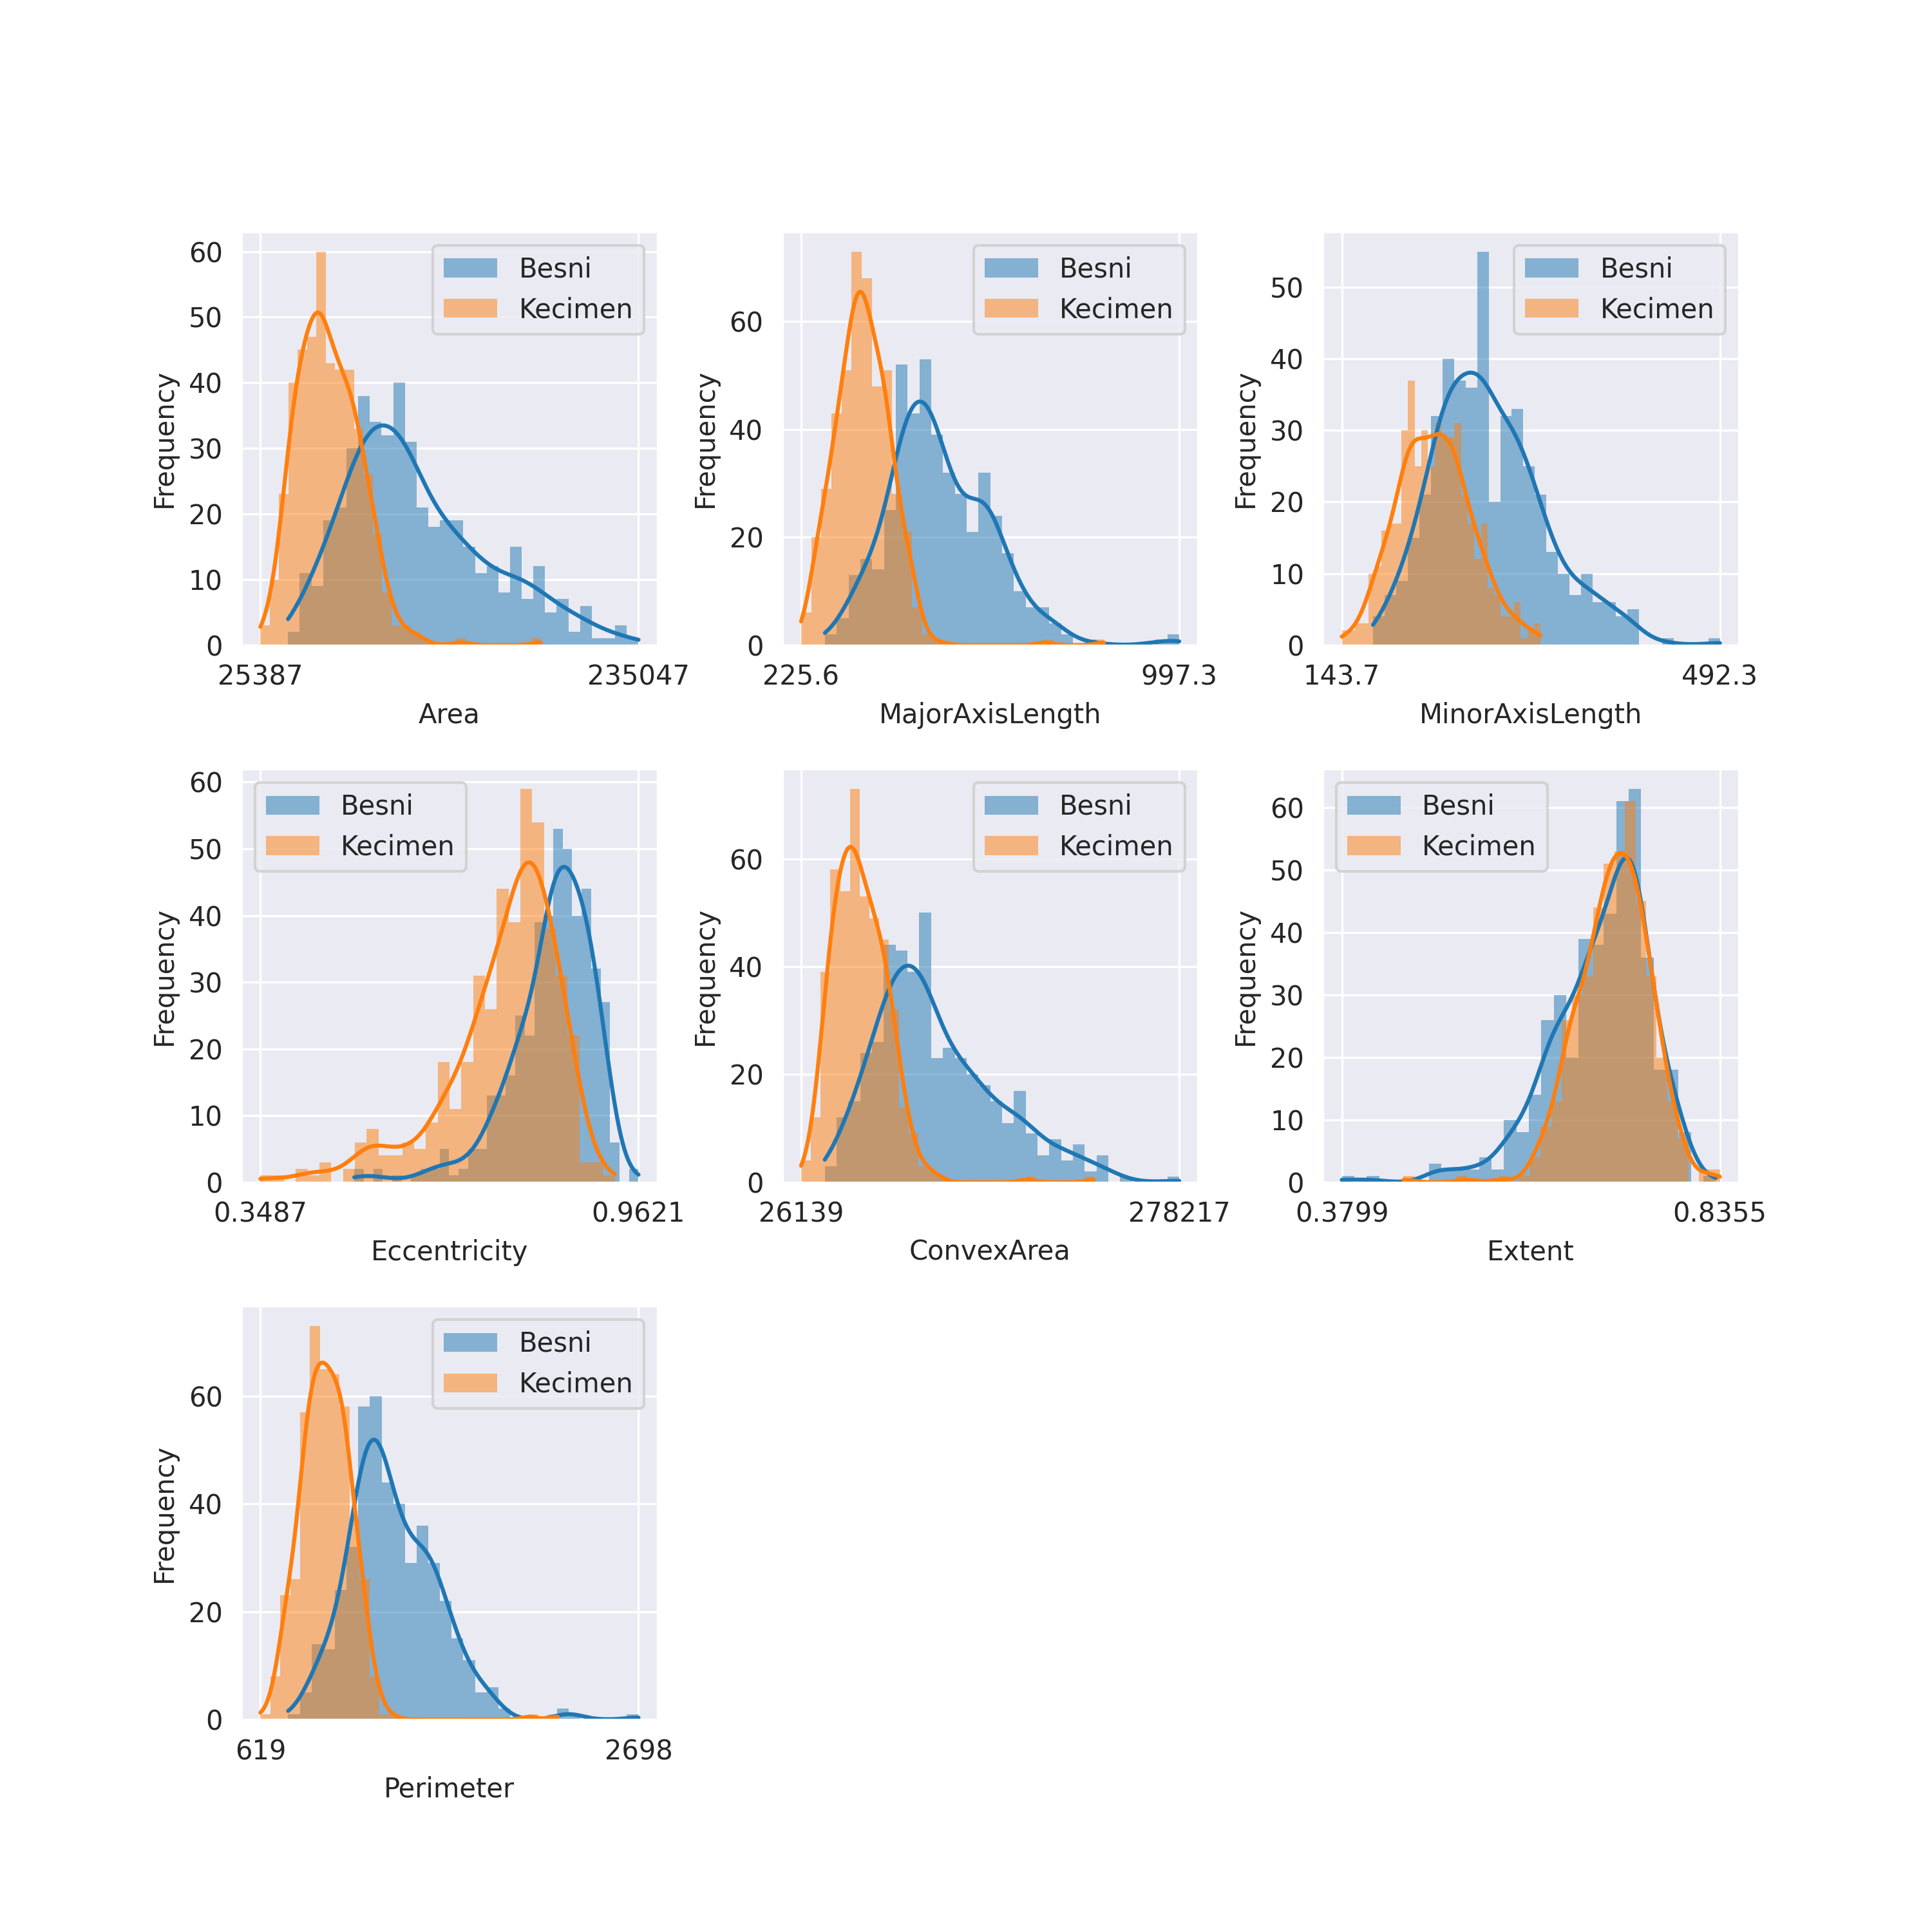 60
50
40
30
20
10
0
Frequency
Besni
Kecimen
25387
235047
Area
60
40
20
0
Frequency
Besni
Kecimen
225.6
997.3
MajorAxisLength
50
40
30
20
10
0
Frequency
Besni
Kecimen
143.7
492.3
MinorAxisLength
60
50
40
30
20
10
0
Frequency
Besni
Kecimen
0.3487
0.9621
Eccentricity
60
40
20
0
Frequency
Besni
Kecimen
26139
278217
ConvexArea
60
50
40
30
20
10
0
Frequency
Besni
Kecimen
0.3799
0.8355
Extent
60
40
20
0
Frequency
Besni
Kecimen
619
2698
Perimeter